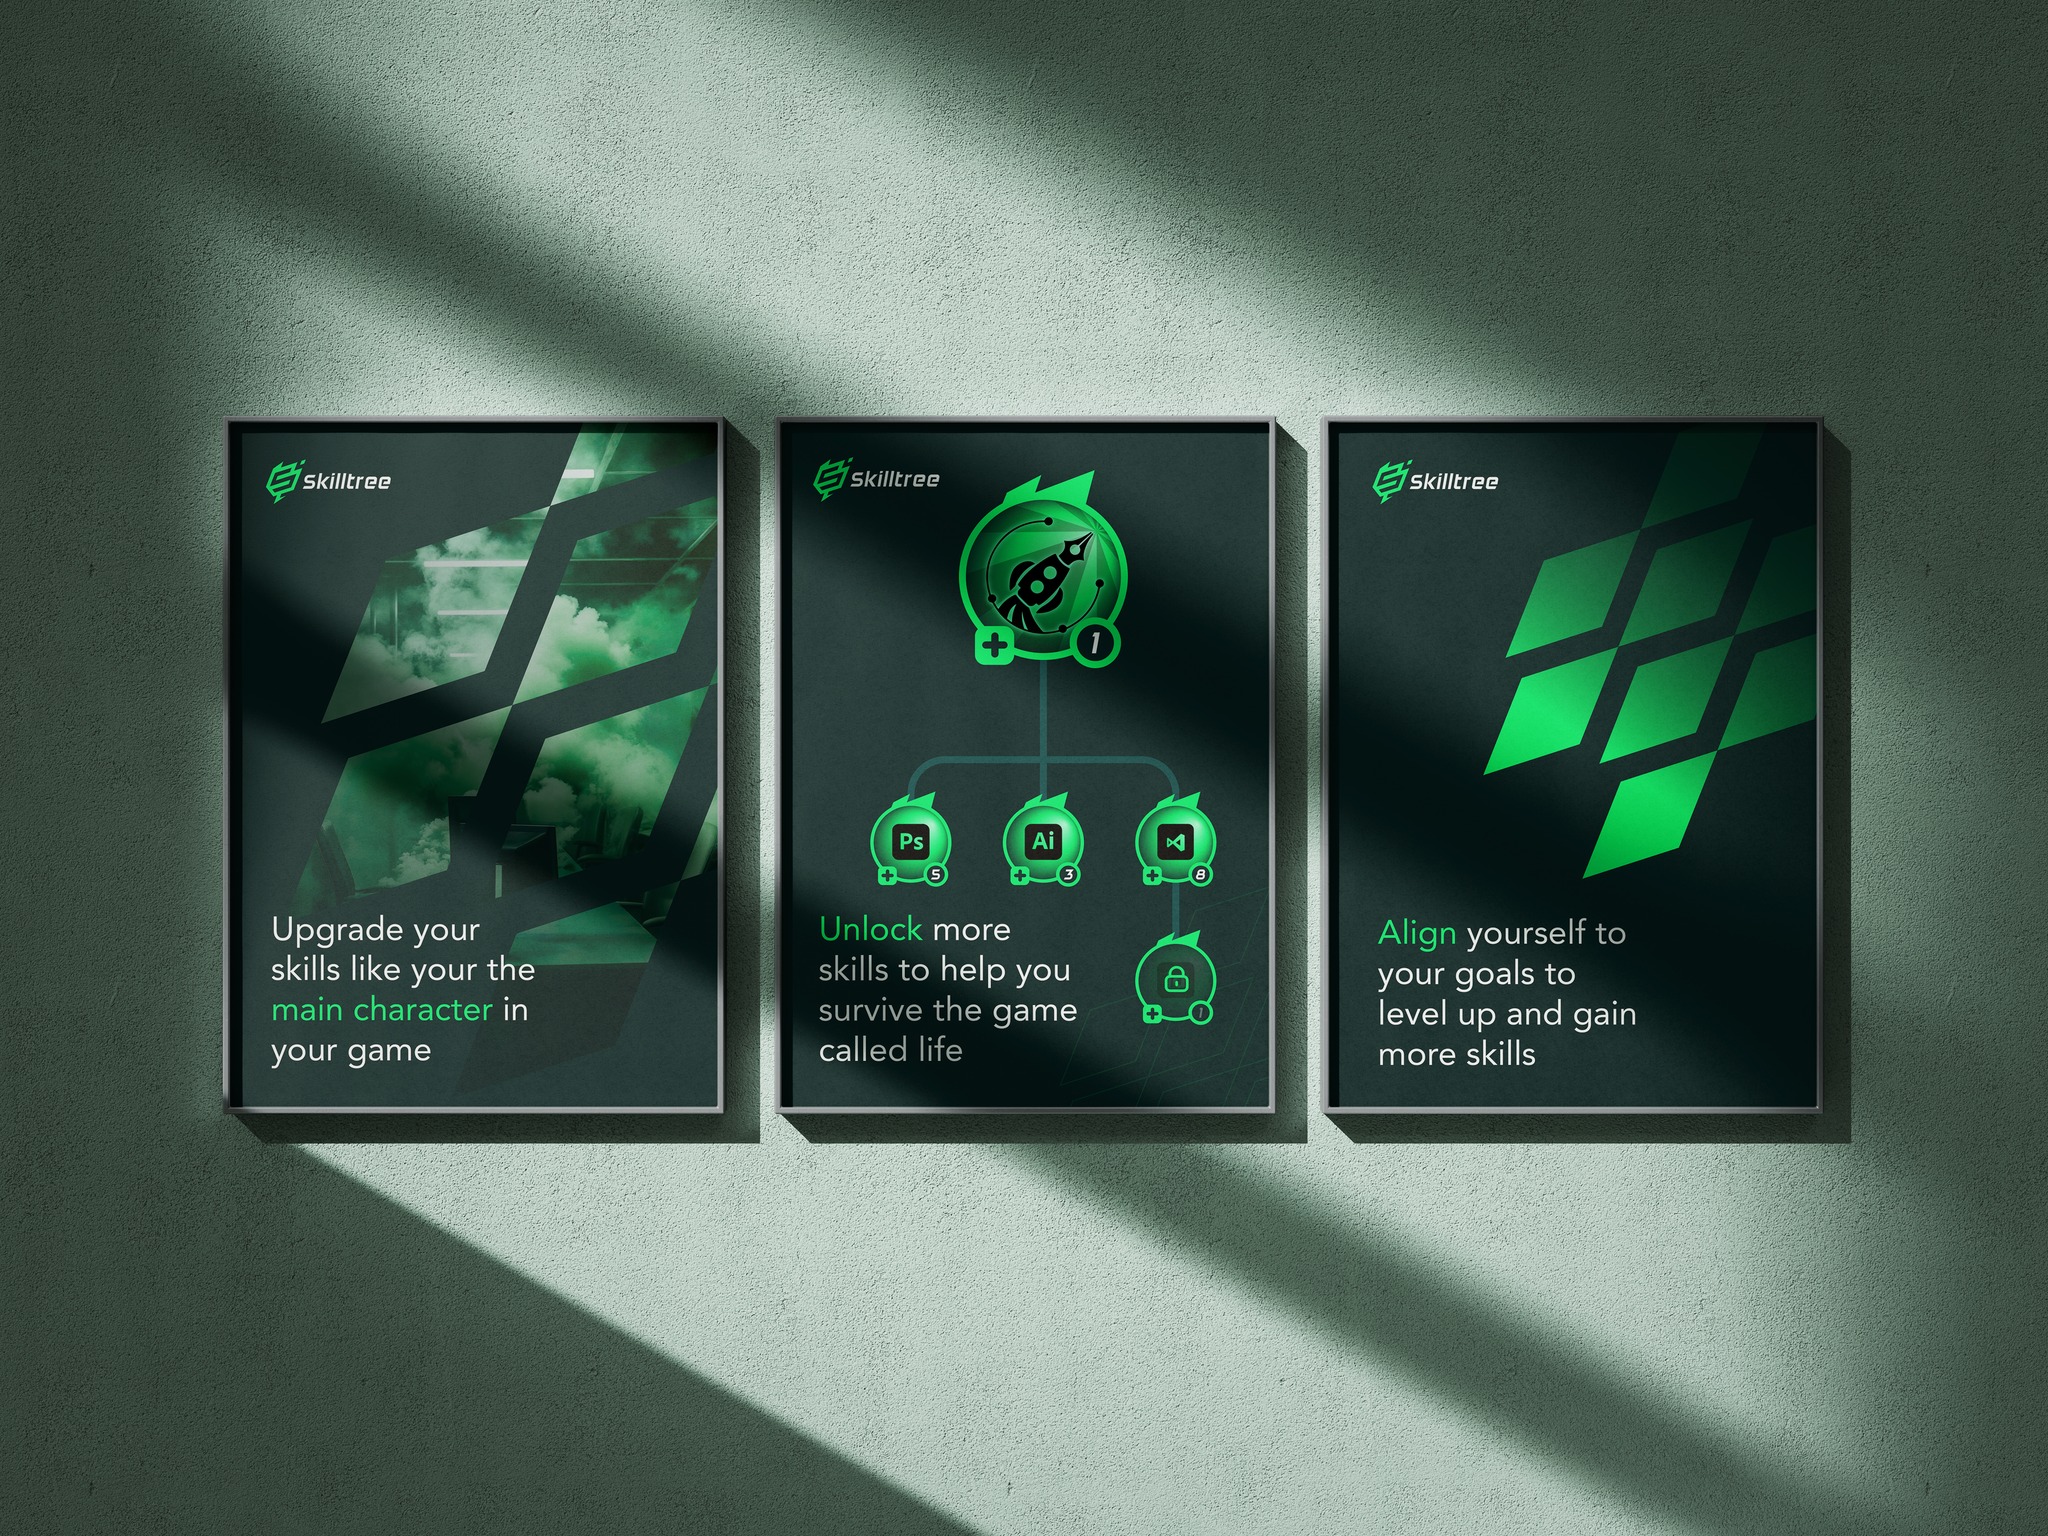 Skilltree
Upgrade your
skills like your the
main character in
your game
Skilltree
1
Ps
5
Ai
3
8
1
Unlock more
skills to help you
survive the game
called life
Skilltree
Align yourself to
your goals to
level up and gain
more skills